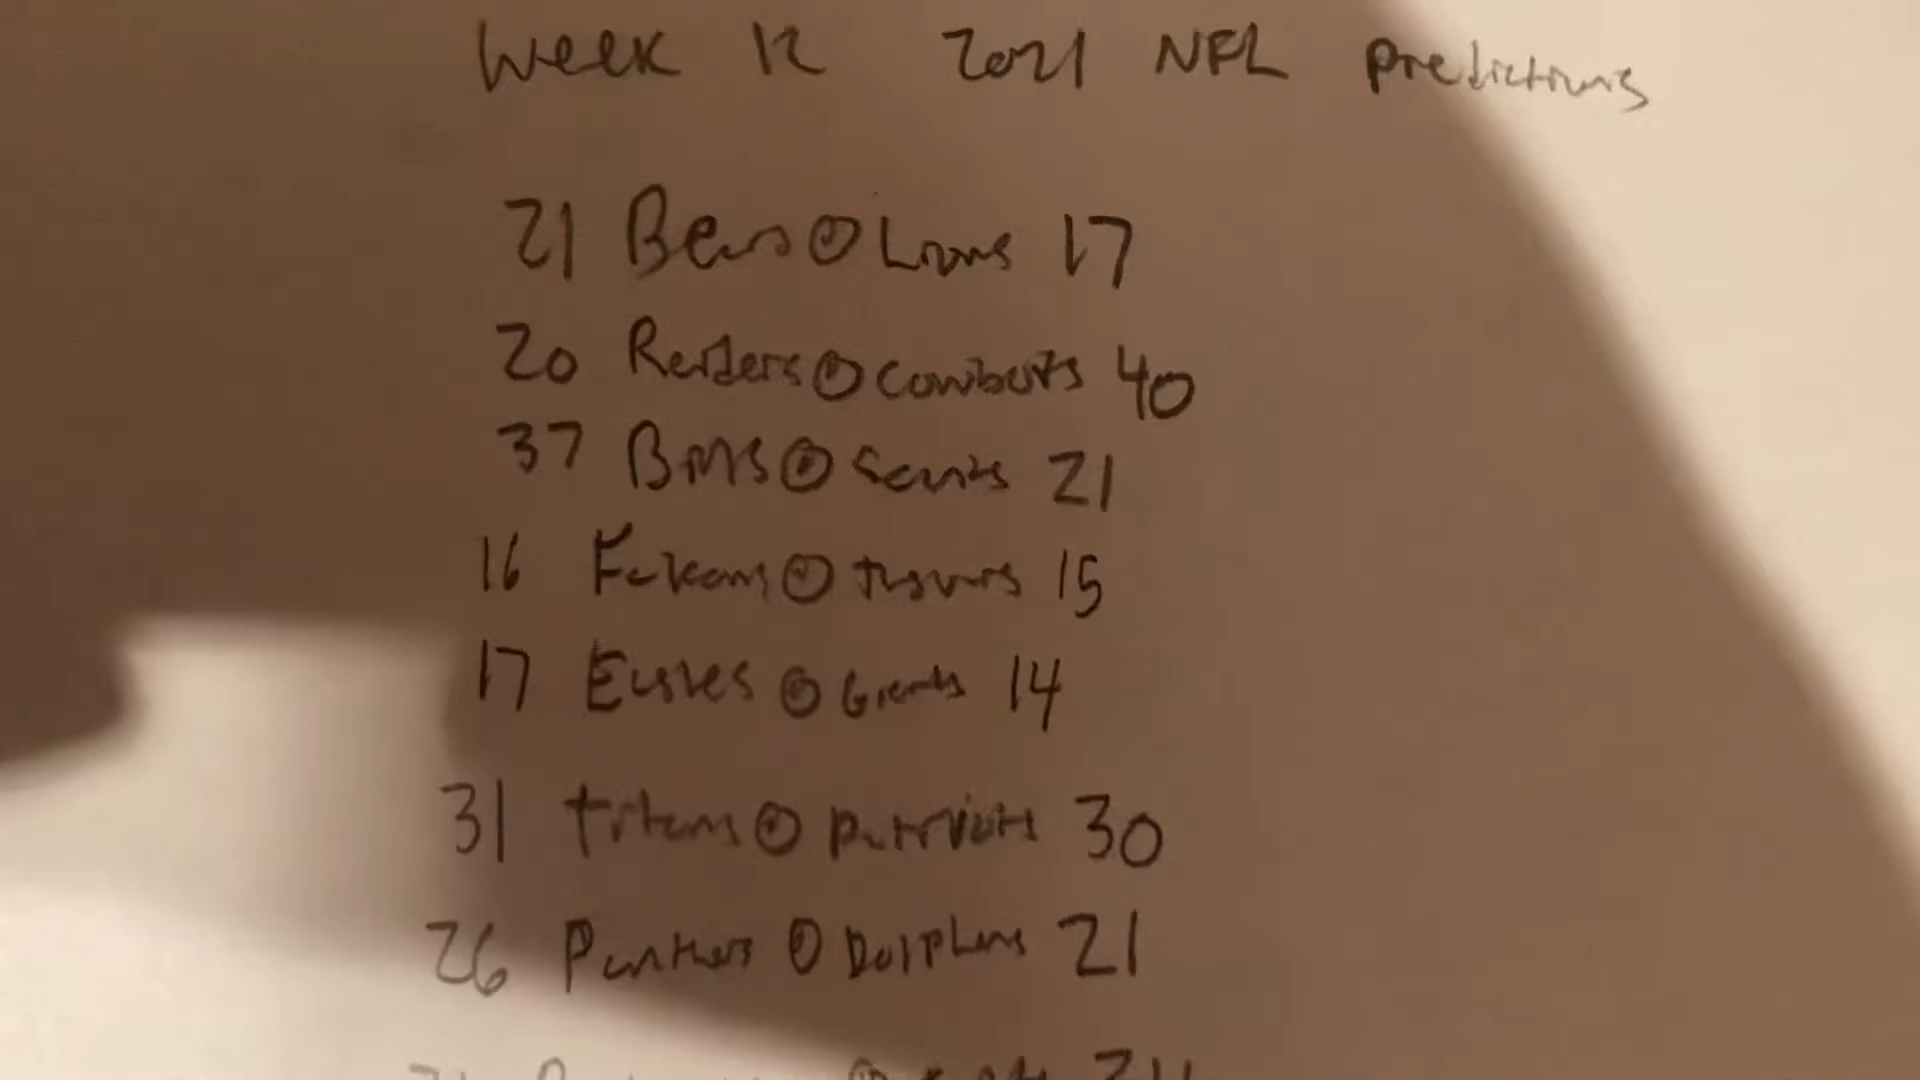 Week 12 2021 NFL predictions
21 Bears @ Lions 17
20 Raiders @ Cowboys 40
37 Bills @ Saints 21
16 Falcons @ Jaguars 15
17 Eagles @ Giants 14
31 titans @ patriots 30
26 Panthers @ Dolphins 21